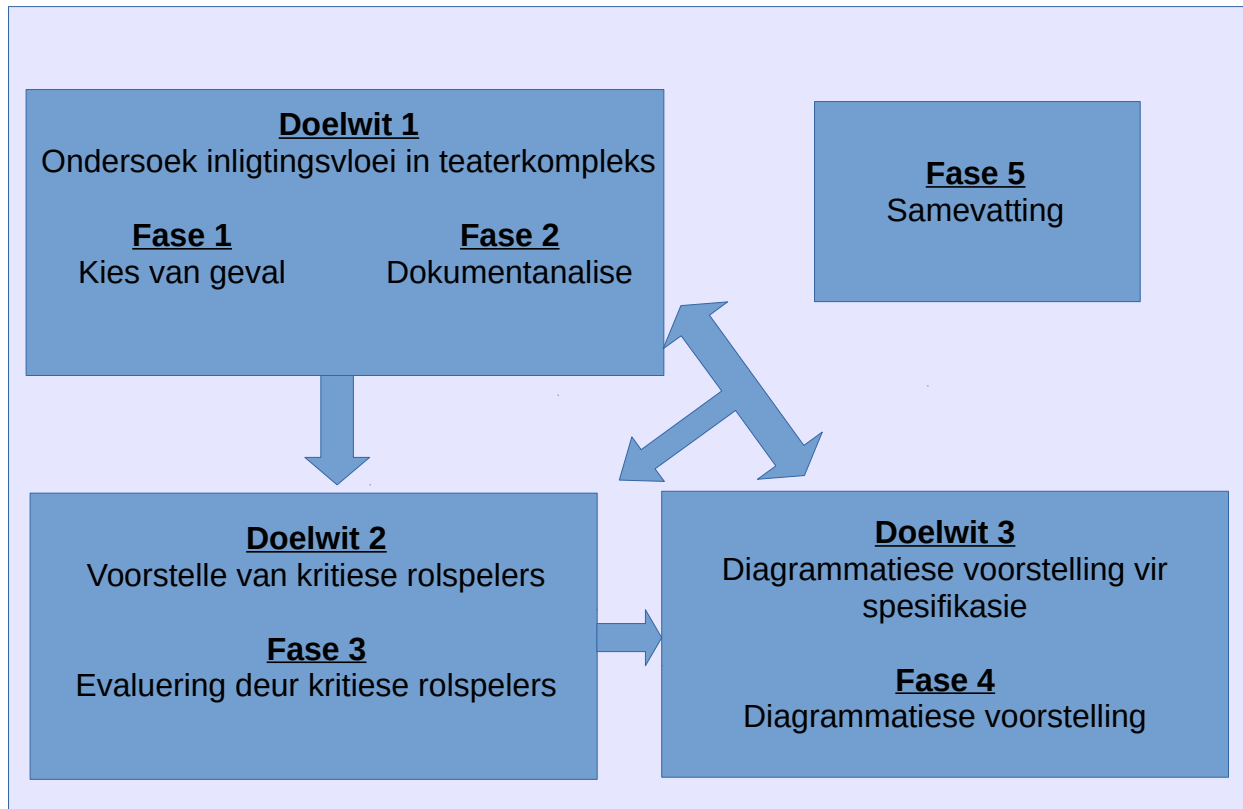 Doelwit 1
Ondersoek inligtingsvloei in teaterkompleks
Fase 1
Kies van geval
Fase 2
Dokumentanalise
Fase 5
Samevatting
Doelwit 2
Voorstelle van kritiese rolspelers
Fase 3
Evaluering deur kritiese rolspelers
Doelwit 3
Diagrammatiese voorstelling vir
spesifikasie
Fase 4
Diagrammatiese voorstelling